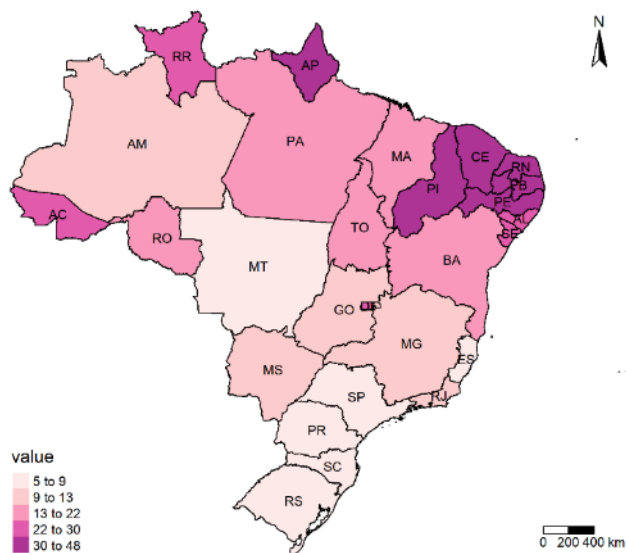 N
RR
AP
AM
PA
MA
CE
RN
PB
PI
PE
AC
AL
SE
RO
TO
BA
MT
GO
MG
ES
MS
SP
RJ
PR
SC
RS
value
5 to 9
9 to 13
13 to 22
22 to 30
30 to 48
0 200 400 km